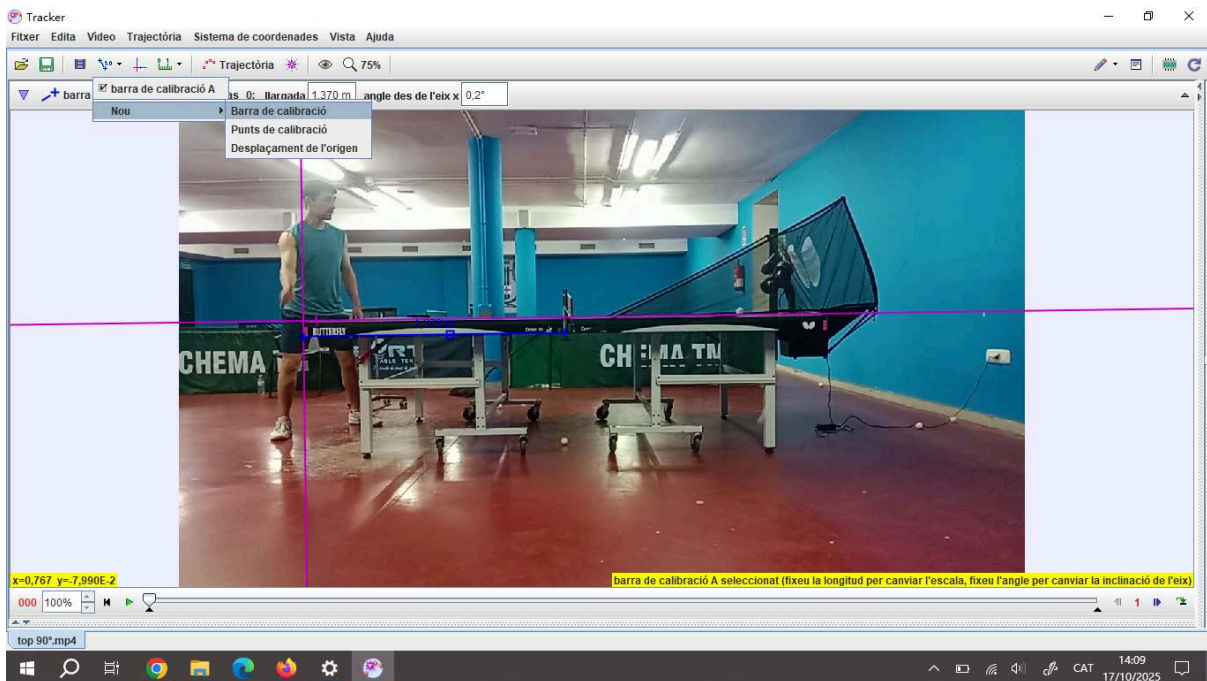 Tracker
Fitxer Edita Vídeo Trajectòria Sistema de coordenades Vista Ajuda
Trajectòria 75%
barra as 0: llargada 1,370 m angle des de l'eix x 0,2°
barra de calibració A
Nou
Barra de calibració
Punts de calibració
Desplaçament de l'origen
BUTTERFLY
CHEMA
CHEMA TM
x=0,767 y=-7,990E-2
barra de calibració A seleccionat (fixeu la longitud per canviar l'escala, fixeu l'angle per canviar la inclinació de l'eix)
000 100% 1
top 90º.mp4
CAT
14:09
17/10/2025